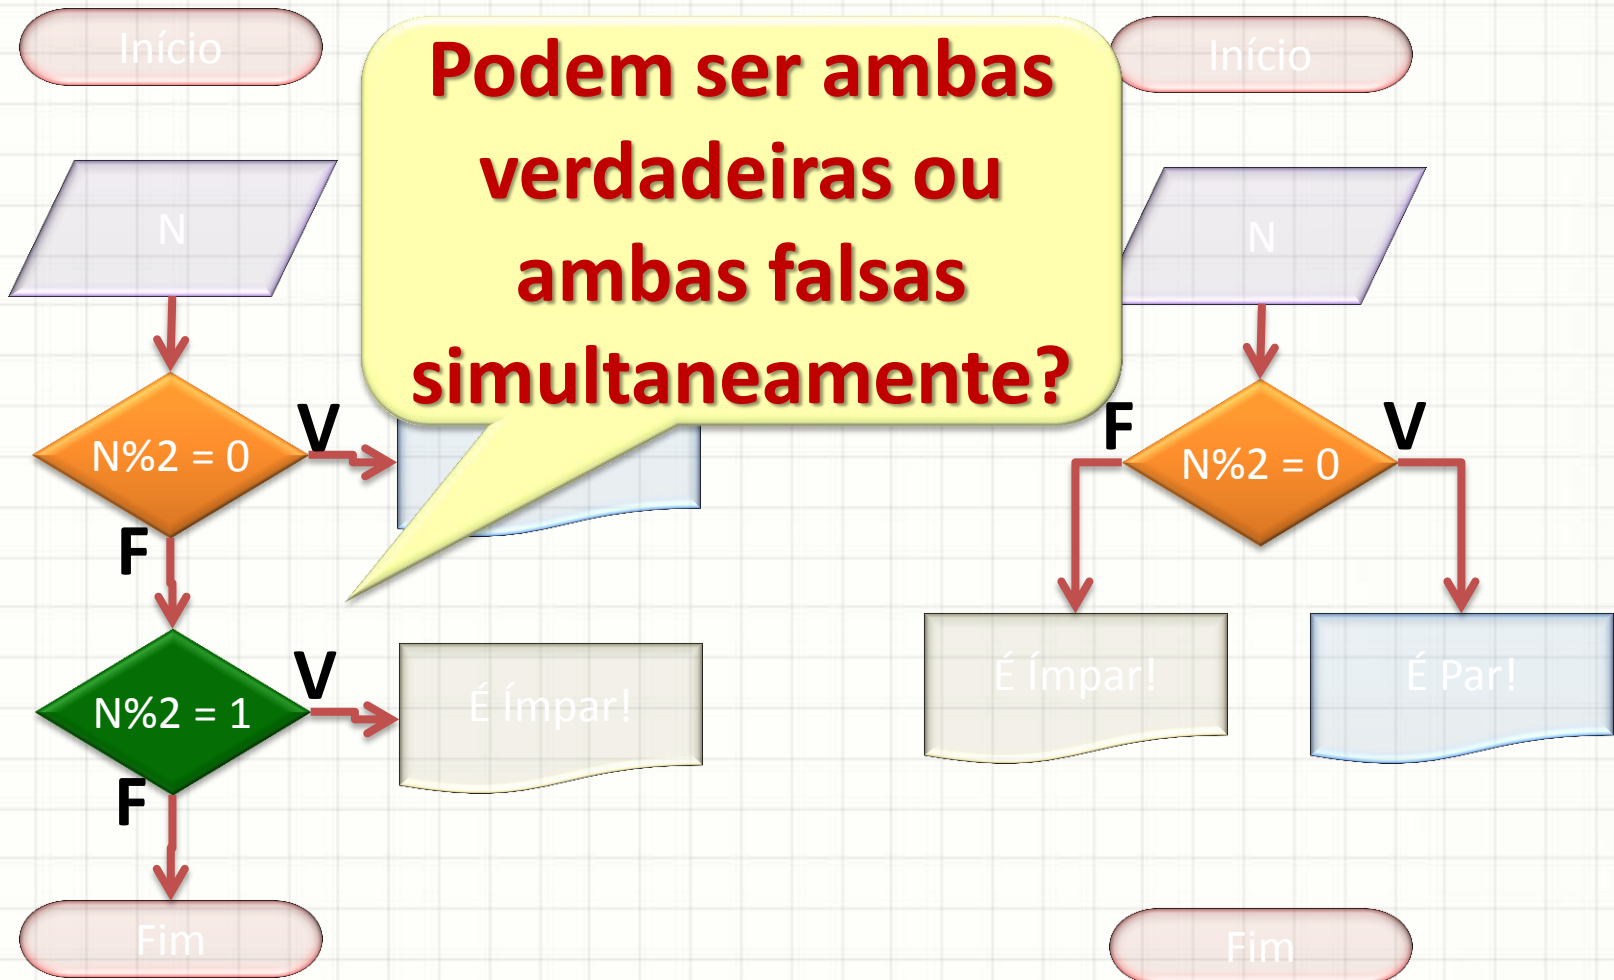 Início
N
N%2 = 0
V
F
N%2 = 1
V
F
É Ímpar!
Fim
Podem ser ambas
verdadeiras ou
ambas falsas
simultaneamente?
Início
N
F
N%2 = 0
V
É Ímpar!
É Par!
Fim